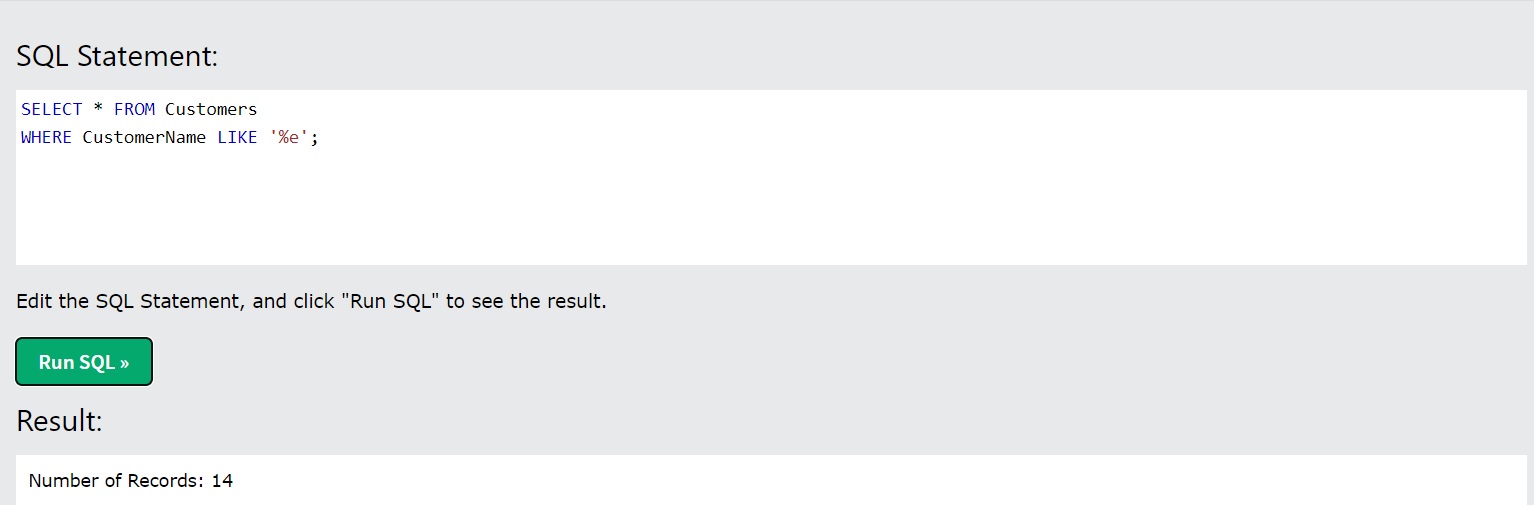 SQL Statement:
SELECT * FROM Customers
WHERE CustomerName LIKE '%e';
Edit the SQL Statement, and click "Run SQL" to see the result.
Run SQL »
Result:
Number of Records: 14